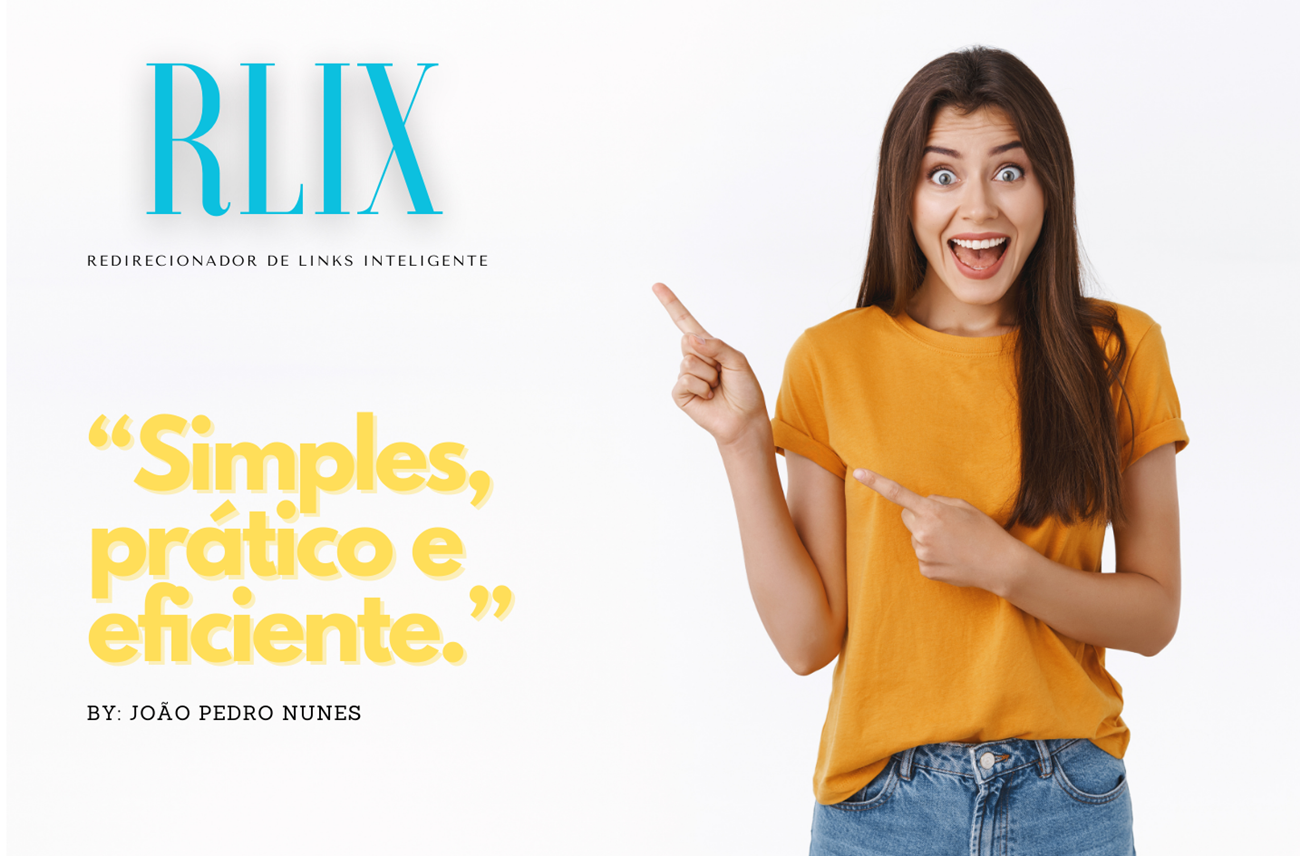 RLIX
REDIRECIONADOR DE LINKS INTELIGENTE
“Simples,
prático e
eficiente.”
BY: JOÃO PEDRO NUNES